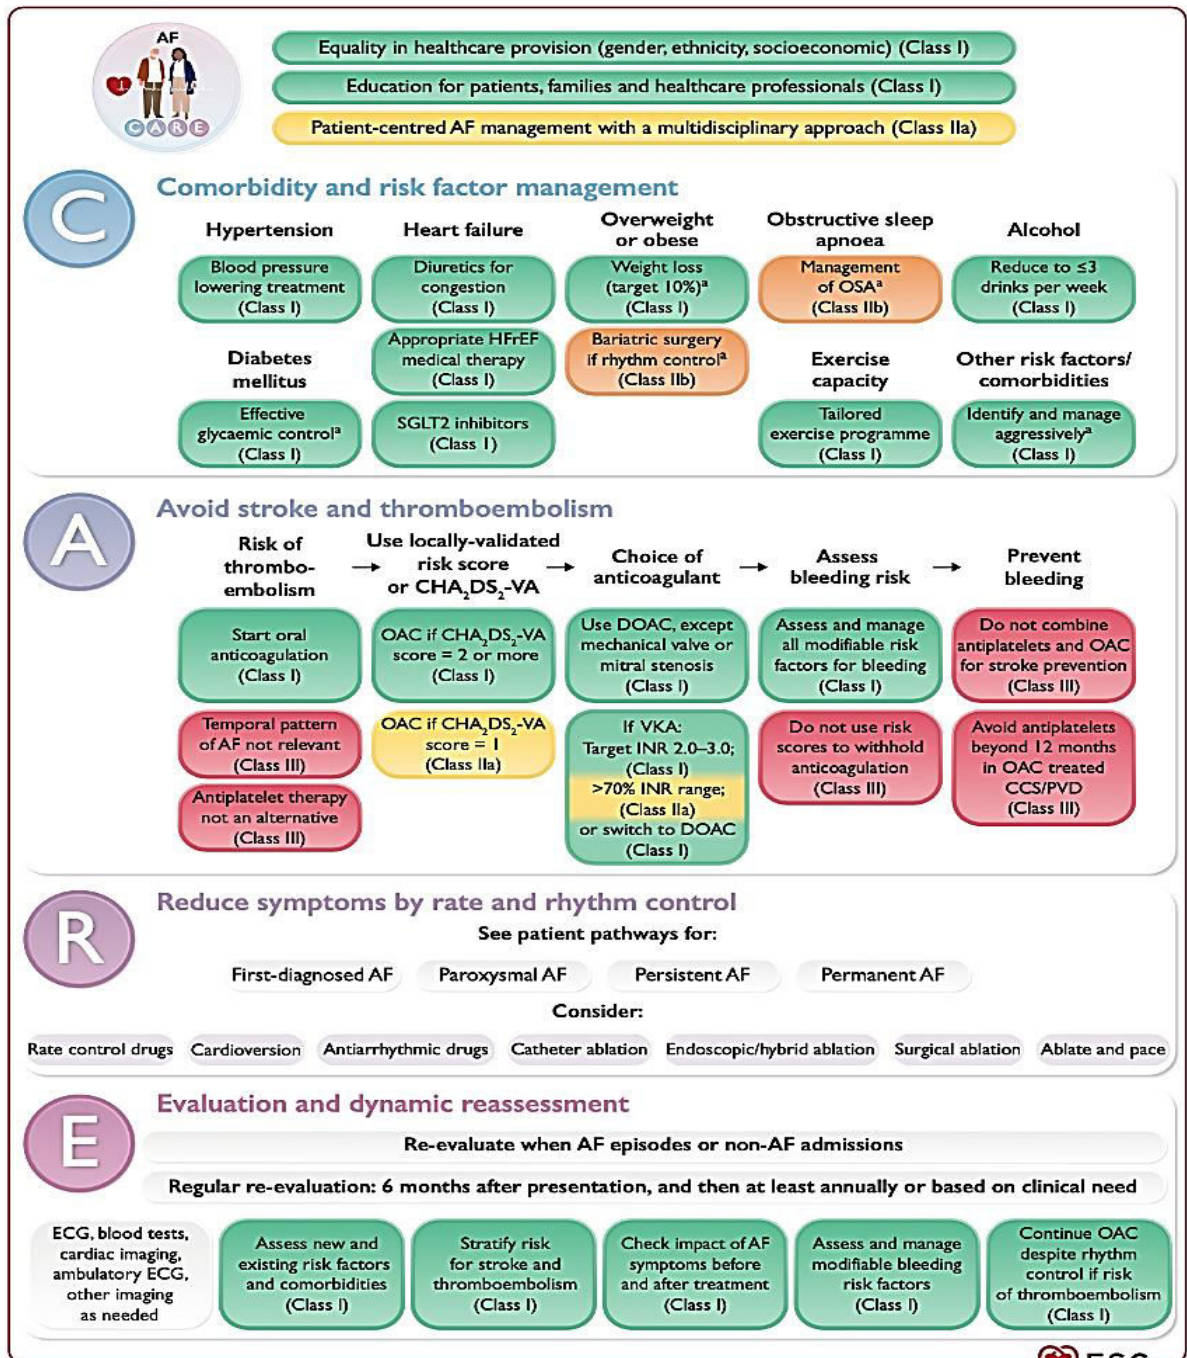 AF
CARE
Equality in healthcare provision (gender, ethnicity, socioeconomic) (Class I)
Education for patients, families and healthcare professionals (Class I)
Patient-centred AF management with a multidisciplinary approach (Class IIa)
C
Comorbidity and risk factor management
Hypertension
Blood pressure
lowering treatment
(Class I)
Diabetes
mellitus
Effective
glycaemic controlª
(Class I)
Heart failure
Diuretics for
congestion
(Class I)
Appropriate HFrEF
medical therapy
(Class I)
SGLT2 inhibitors
(Class I)
Overweight
or obese
Weight loss
(target 10%)ª
(Class I)
Bariatric surgery
if rhythm controlª
(Class IIb)
Obstructive sleep
apnoea
Management
of OSAª
(Class IIb)
Exercise
capacity
Tailored
exercise programme
(Class I)
Alcohol
Reduce to ≤3
drinks per week
(Class I)
Other risk factors/
comorbidities
Identify and manage
aggressivelyª
(Class I)
A
Avoid stroke and thromboembolism
Risk of
thrombo-
embolism
Start oral
anticoagulation
(Class I)
Temporal pattern
of AF not relevant
(Class III)
Antiplatelet therapy
not an alternative
(Class III)
Use locally-validated
risk score
or CHA₂DS₂-VA
OAC if CHA₂DS₂-VA
score = 2 or more
(Class I)
OAC if CHA₂DS₂-VA
score = 1
(Class IIa)
Choice of
anticoagulant
Use DOAC, except
mechanical valve or
mitral stenosis
(Class I)
If VKA:
Target INR 2.0–3.0;
(Class I)
>70% INR range;
(Class IIa)
or switch to DOAC
(Class I)
Assess
bleeding risk
Assess and manage
all modifiable risk
factors for bleeding
(Class I)
Do not use risk
scores to withhold
anticoagulation
(Class III)
Prevent
bleeding
Do not combine
antiplatelets and OAC
for stroke prevention
(Class III)
Avoid antiplatelets
beyond 12 months
in OAC treated
CCS/PVD
(Class III)
R
Reduce symptoms by rate and rhythm control
See patient pathways for:
First-diagnosed AF
Paroxysmal AF
Persistent AF
Permanent AF
Consider:
Rate control drugs
Cardioversion
Antiarrhythmic drugs
Catheter ablation
Endoscopic/hybrid ablation
Surgical ablation
Ablate and pace
E
Evaluation and dynamic reassessment
Re-evaluate when AF episodes or non-AF admissions
Regular re-evaluation: 6 months after presentation, and then at least annually or based on clinical need
ECG, blood tests,
cardiac imaging,
ambulatory ECG,
other imaging
as needed
Assess new and
existing risk factors
and comorbidities
(Class I)
Stratify risk
for stroke and
thromboembolism
(Class I)
Check impact of AF
symptoms before
and after treatment
(Class I)
Assess and manage
modifiable bleeding
risk factors
(Class I)
Continue OAC
despite rhythm
control if risk
of thromboembolism
(Class I)